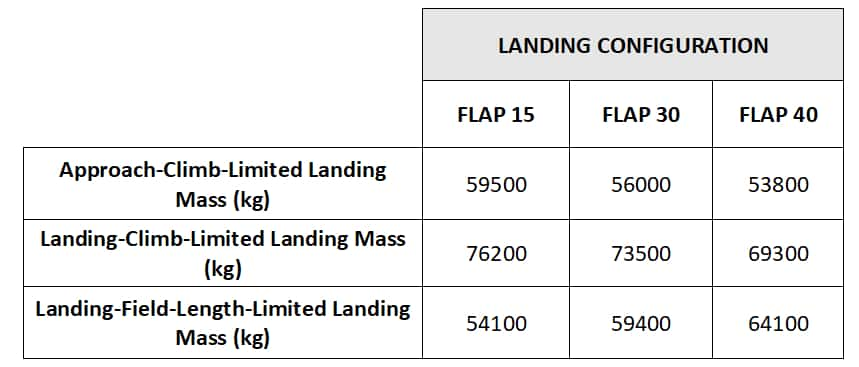 LANDING CONFIGURATION
FLAP 15 FLAP 30 FLAP 40
Approach-Climb-Limited Landing
Mass (kg)
59500 56000 53800
Landing-Climb-Limited Landing Mass
(kg)
76200 73500 69300
Landing-Field-Length-Limited Landing
Mass (kg)
54100 59400 64100